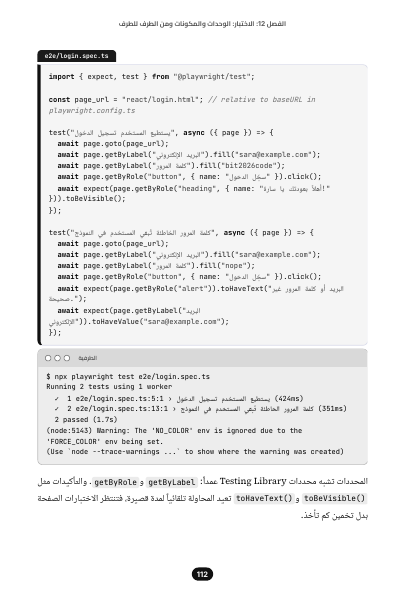 الفصل 12: الاختبار: الوحدات والمكونات ومن الطرف للطرف
e2e/login.spec.ts
import { expect, test } from "@playwright/test";
const page_url = "react/login.html"; // relative to baseURL in
playwright.config.ts
test("يستطيع المستخدم تسجيل الدخول", async ({ page }) => {
await page.goto(page_url);
await page.getByLabel("البريد الإلكتروني").fill("sara@example.com");
await page.getByLabel("كلمة المرور").fill("bit2026code");
await page.getByRole("button", { name: "سجّل الدخول" }).click();
await expect(page.getByRole("heading", { name: "أهلاً بعودتك يا سارة!"
})).toBeVisible();
});
test("كلمة المرور الخاطئة تُبقي المستخدم في النموذج", async ({ page }) => {
await page.goto(page_url);
await page.getByLabel("البريد الإلكتروني").fill("sara@example.com");
await page.getByLabel("كلمة المرور").fill("nope");
await page.getByRole("button", { name: "سجّل الدخول" }).click();
await expect(page.getByRole("alert")).toHaveText("البريد أو كلمة المرور غير
صحيحة.");
await expect(page.getByLabel("البريد
الإلكتروني")).toHaveValue("sara@example.com");
});
الطرفية
$ npx playwright test e2e/login.spec.ts
Running 2 tests using 1 worker
✓ 1 e2e/login.spec.ts:5:1 › يستطيع المستخدم تسجيل الدخول (424ms)
✓ 2 e2e/login.spec.ts:13:1 › كلمة المرور الخاطئة تُبقي المستخدم في النموذج (351ms)
2 passed (1.7s)
(node:5143) Warning: The 'NO_COLOR' env is ignored due to the
'FORCE_COLOR' env being set.
(Use `node --trace-warnings ...` to show where the warning was created)
المحددات تشبه محددات Testing Library عمداً: getByLabel و getByRole. والتأكيدات مثل
toBeVisible() و toHaveText() تعيد المحاولة تلقائياً لمدة قصيرة، فتنتظر الاختبارات الصفحة
بدل تخمين كم تأخذ.
112